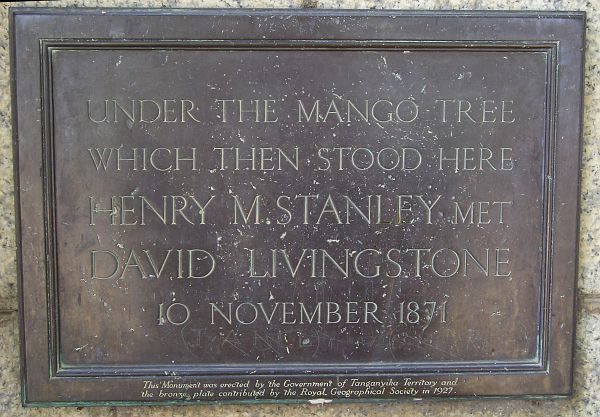 UNDER THE MANGO TREE
WHICH THEN STOOD HERE
HENRY M. STANLEY MET
DAVID LIVINGSTONE
10 NOVEMBER 1871
This Monument was erected by the Government of Tanganyika Territory and
the bronze plate contributed by the Royal Geographical Society in 1927.